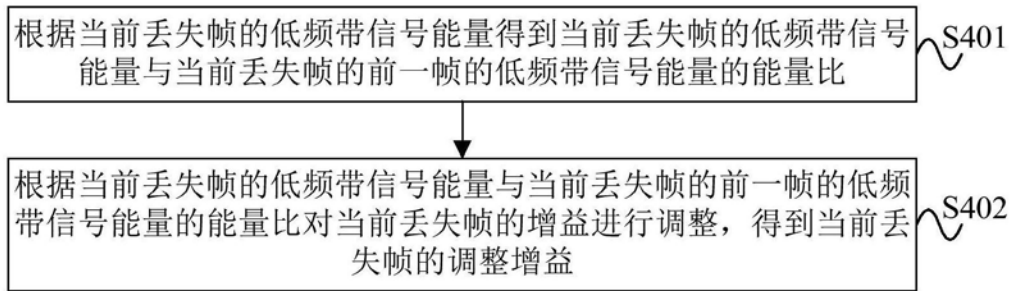 根据当前丢失帧的低频带信号能量得到当前丢失帧的低频带信号
能量与当前丢失帧的前一帧的低频带信号能量的能量比
S401
根据当前丢失帧的低频带信号能量与当前丢失帧的前一帧的低频
带信号能量的能量比对当前丢失帧的增益进行调整，得到当前丢
失帧的调整增益
S402